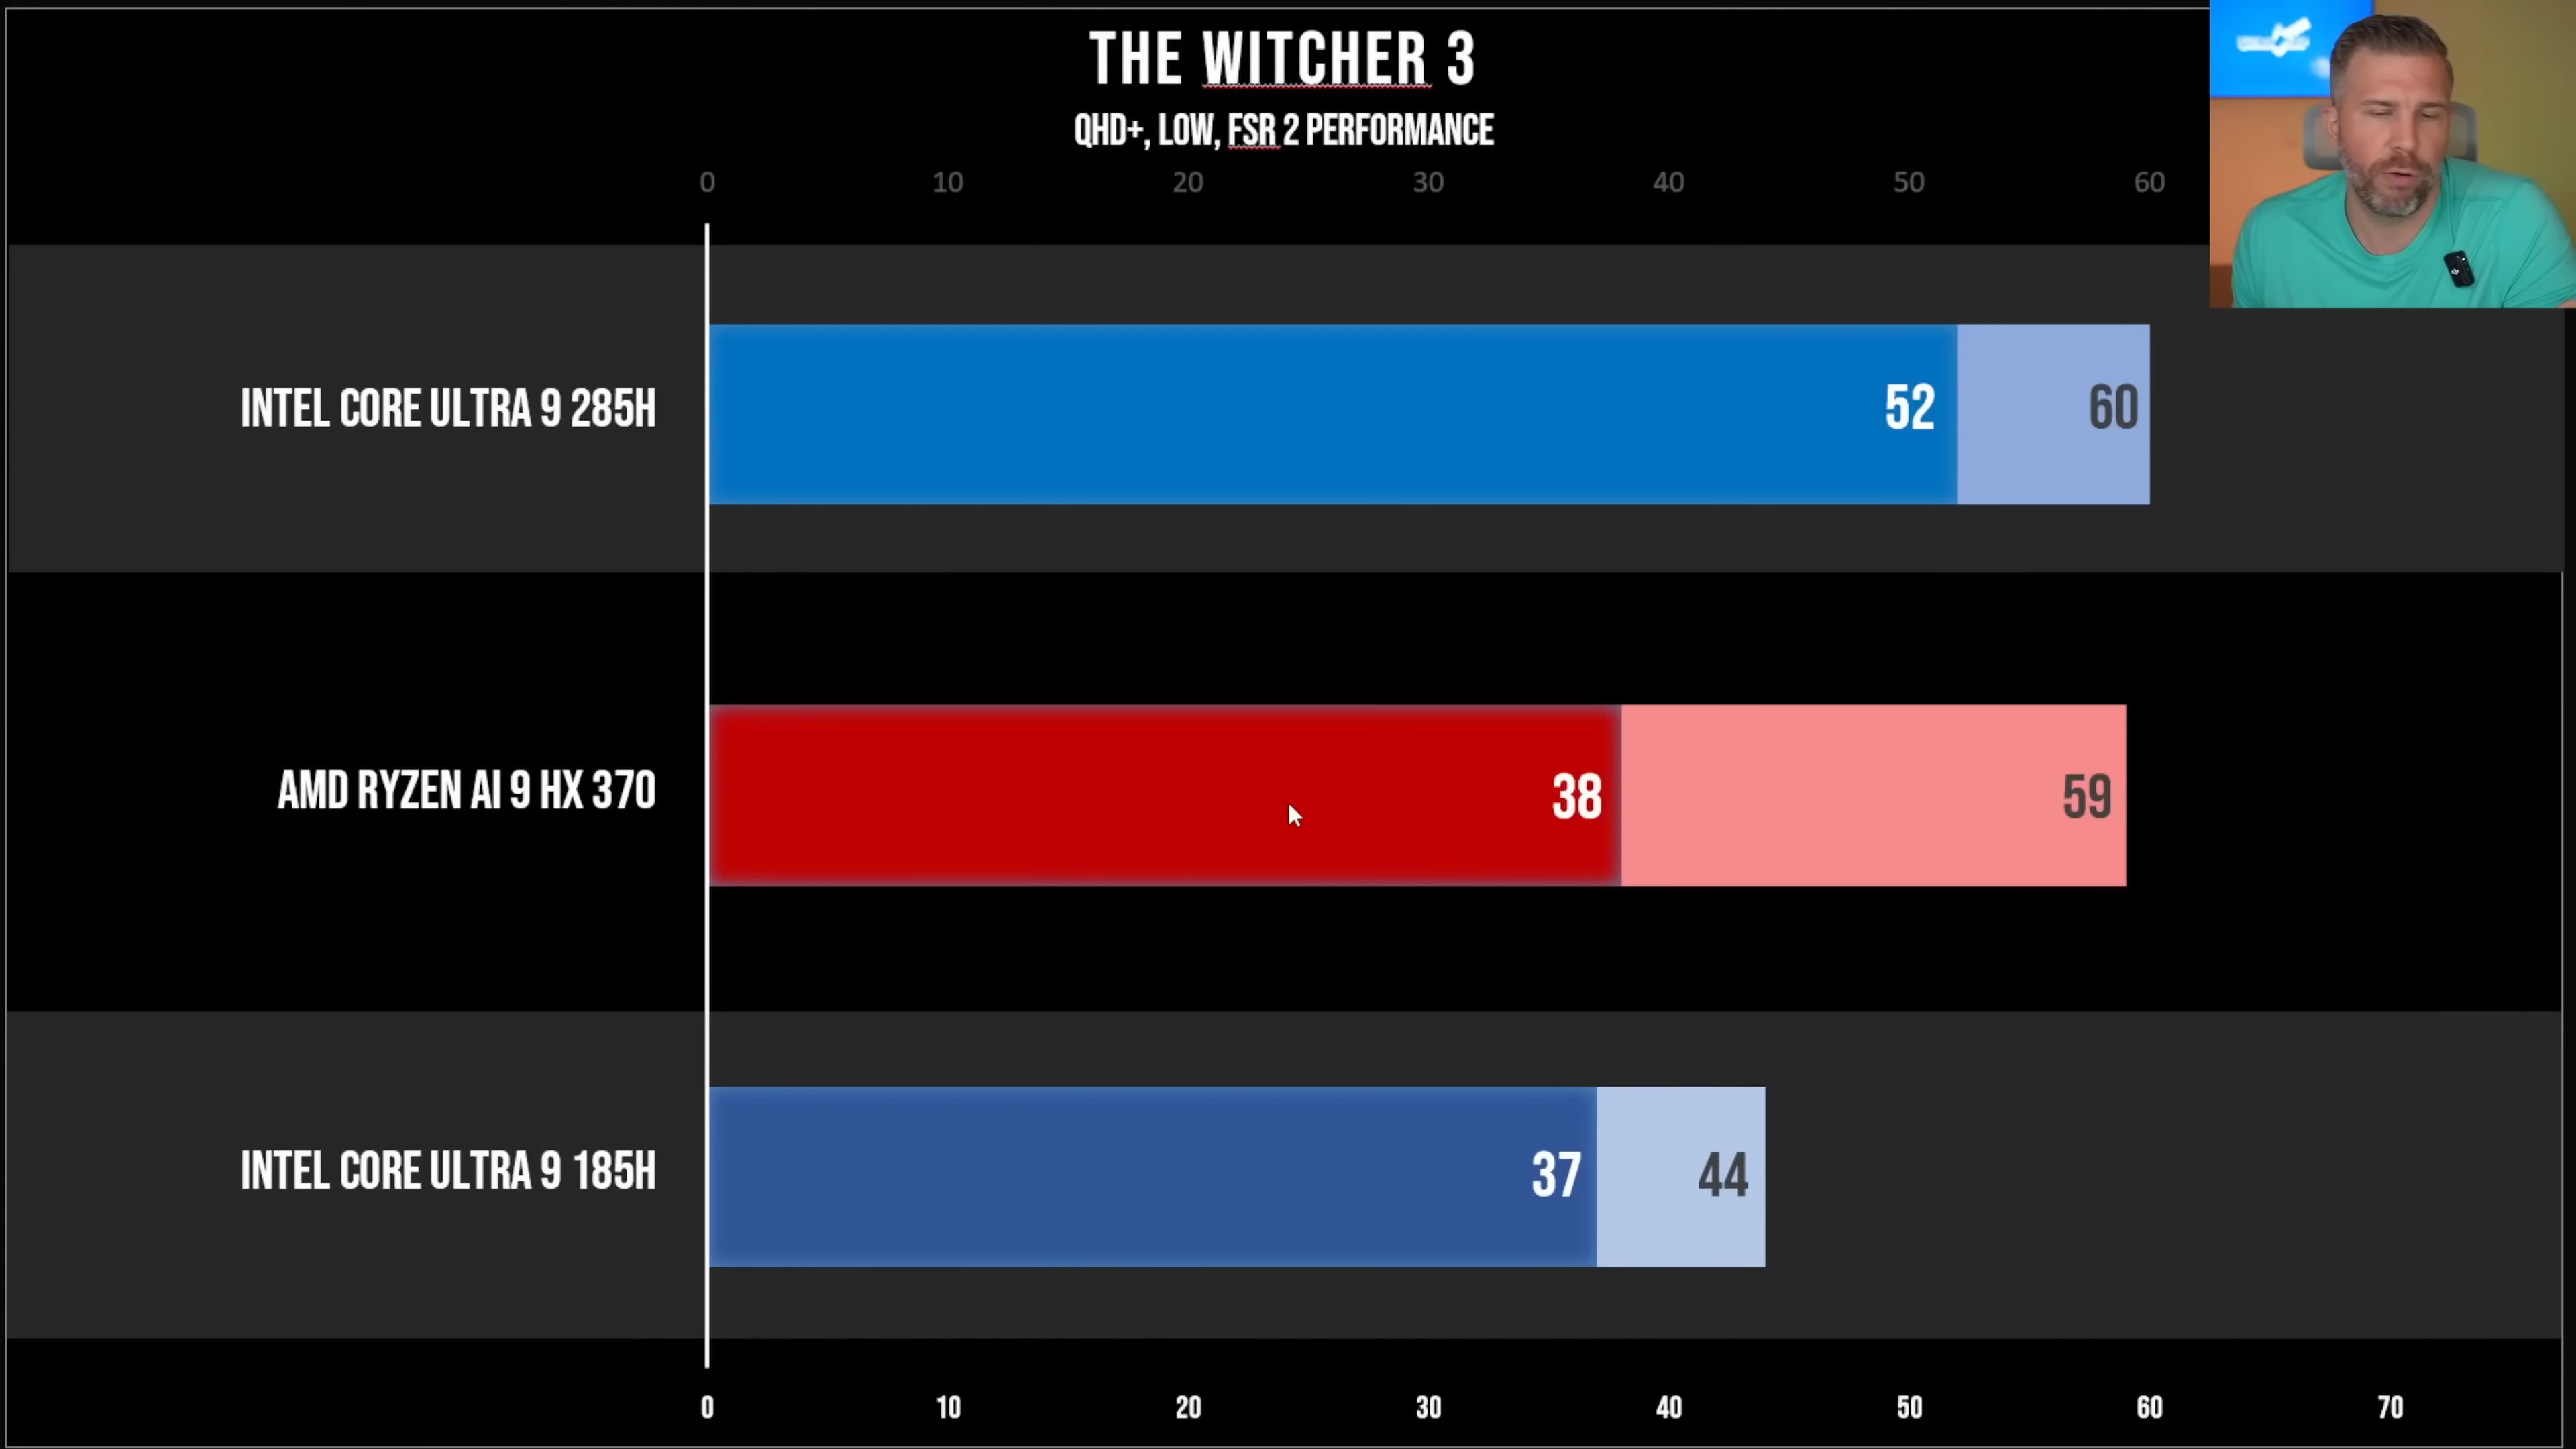 THE WITCHER 3
QHD+, LOW, FSR 2 PERFORMANCE
0 10 20 30 40 50 60
INTEL CORE ULTRA 9 285H 52 60
AMD RYZEN AI 9 HX 370 38 59
INTEL CORE ULTRA 9 185H 37 44
0 10 20 30 40 50 60 70